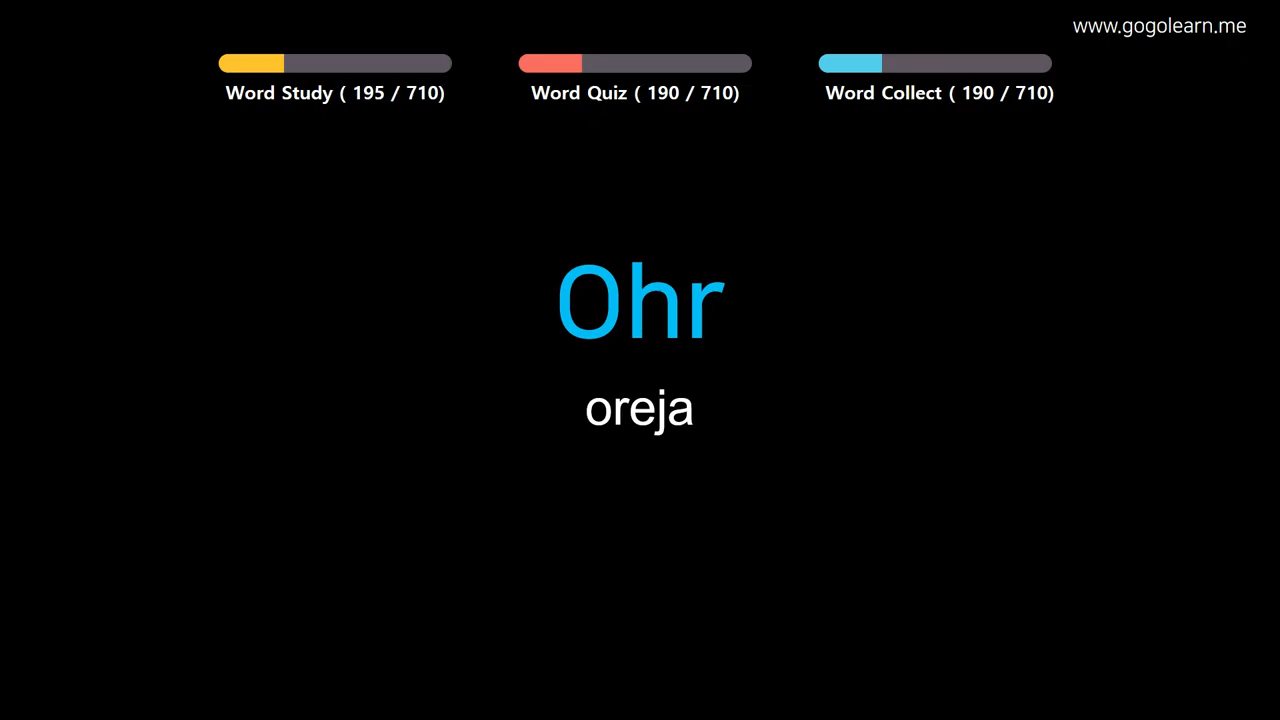 www.gogolearn.me
Word Study ( 195 / 710)
Word Quiz ( 190 / 710)
Word Collect ( 190 / 710)
Ohr
oreja